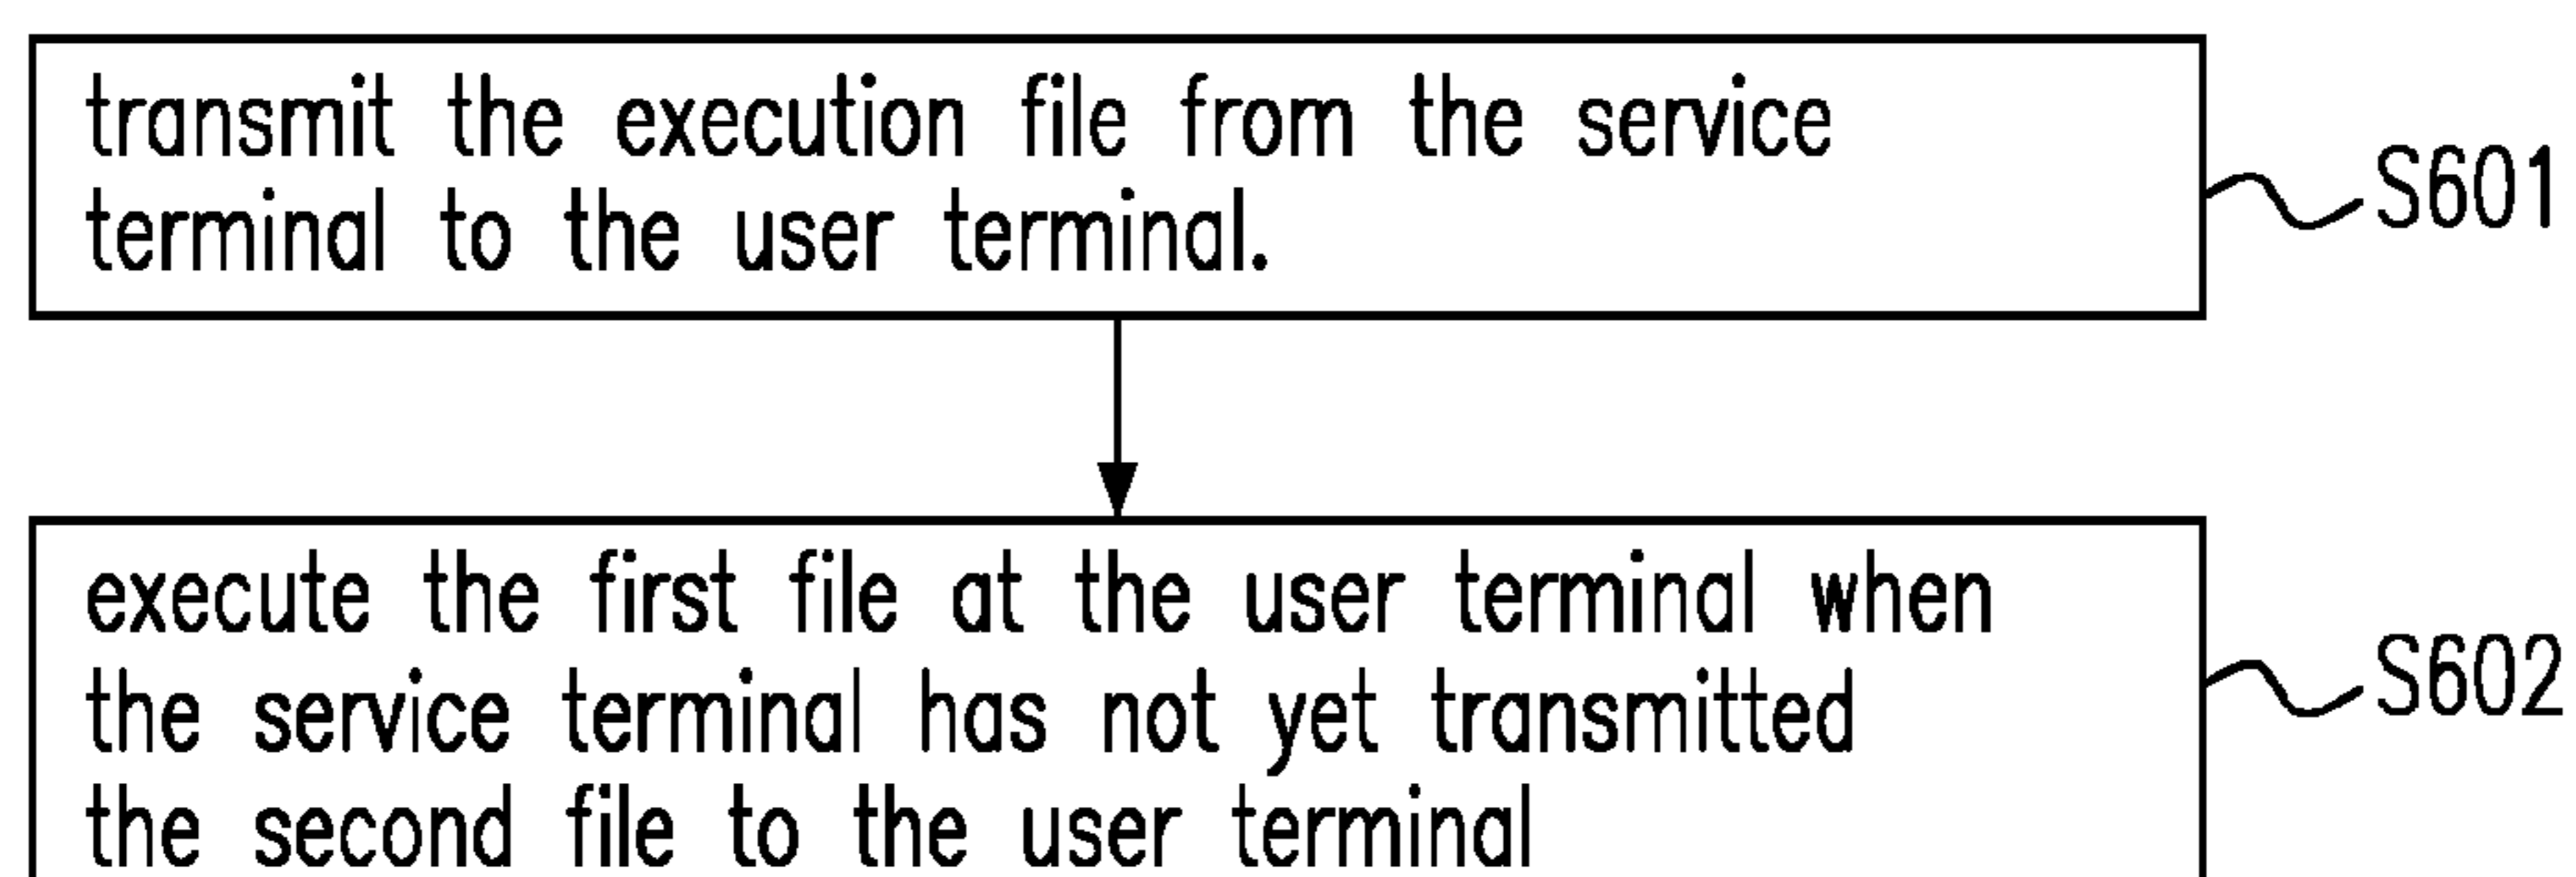 transmit the execution file from the service
terminal to the user terminal.
S601
execute the first file at the user terminal when
the service terminal has not yet transmitted
the second file to the user terminal
S602